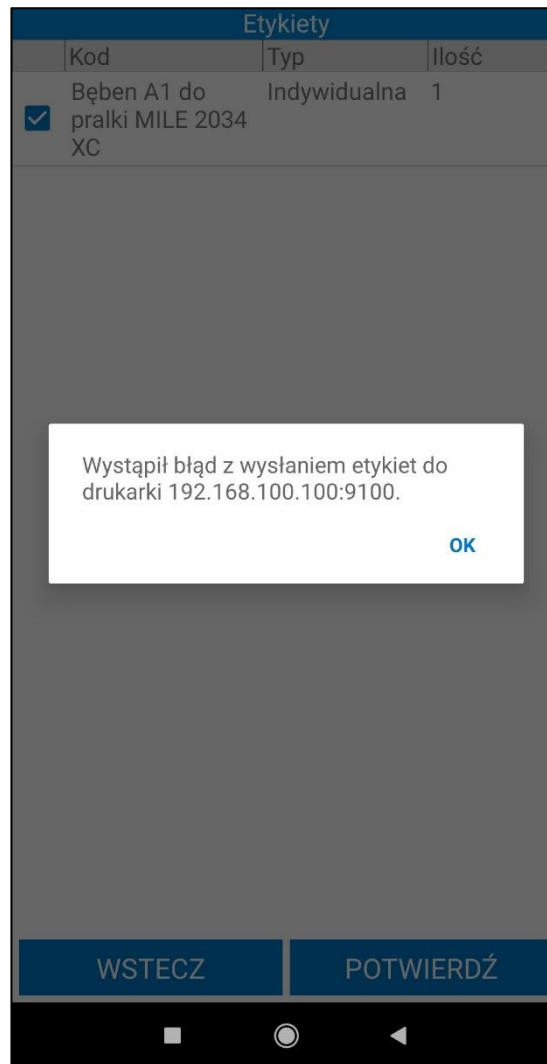 Etykiety
Kod Typ Ilość
Bęben A1 do Indywidualna 1
pralki MILE 2034
XC
Wystąpił błąd z wysłaniem etykiet do
drukarki 192.168.100.100:9100.
OK
WSTECZ POTWIERDŹ